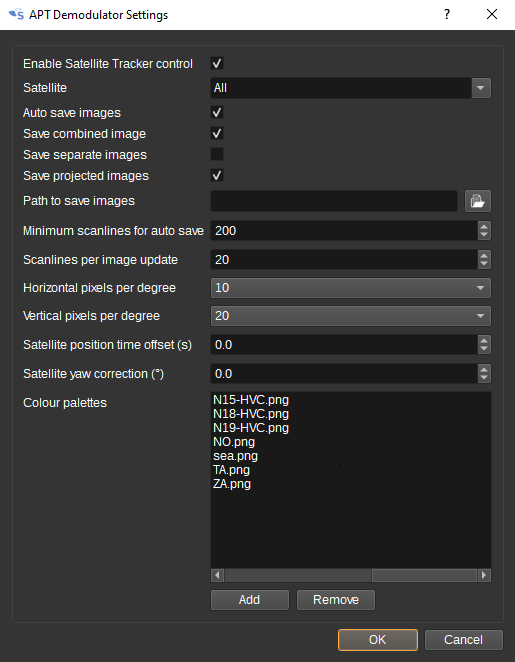 APT Demodulator Settings ?
Enable Satellite Tracker control
Satellite All
Auto save images
Save combined image
Save separate images
Save projected images
Path to save images
Minimum scanlines for auto save 200
Scanlines per image update 20
Horizontal pixels per degree 10
Vertical pixels per degree 20
Satellite position time offset (s) 0.0
Satellite yaw correction (°) 0.0
Colour palettes N15-HVC.png
N18-HVC.png
N19-HVC.png
NO.png
sea.png
TA.png
ZA.png
Add Remove
OK Cancel